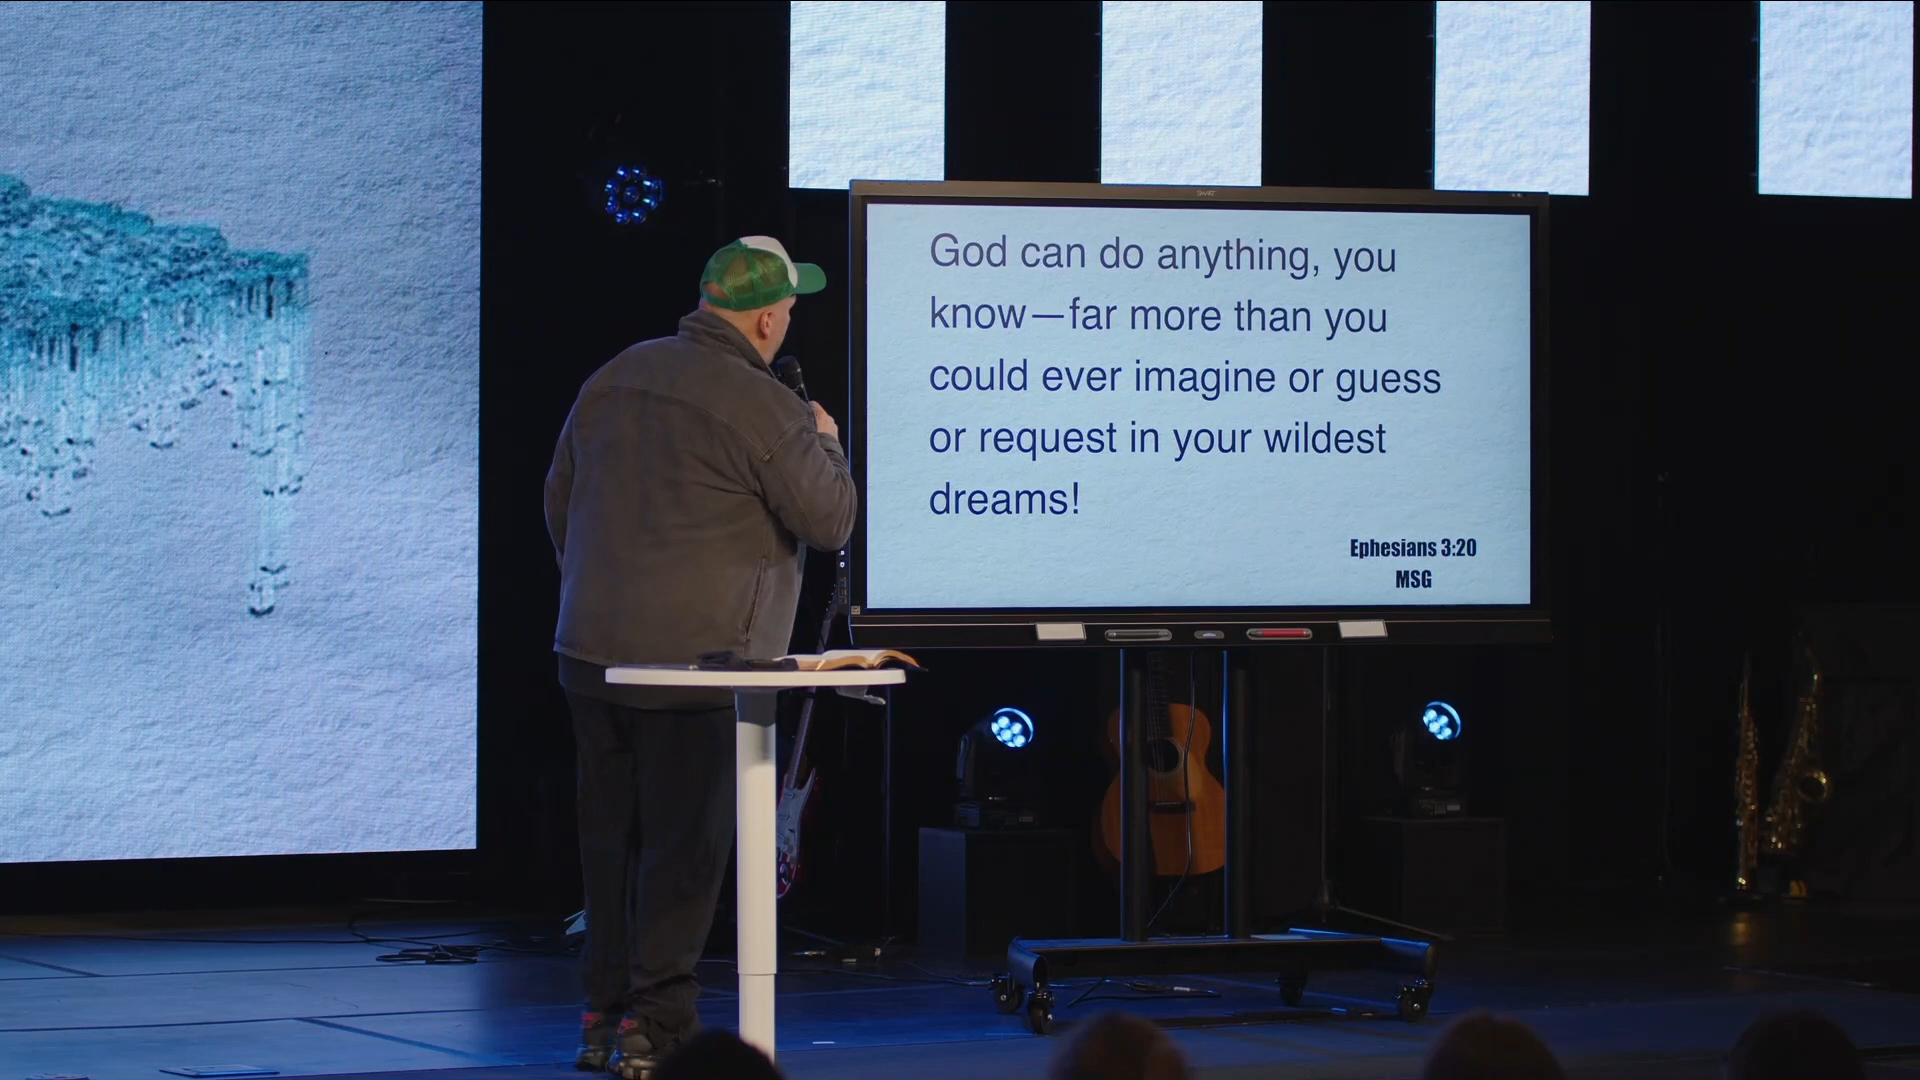 SMART
God can do anything, you
know—far more than you
could ever imagine or guess
or request in your wildest
dreams!
Ephesians 3:20
MSG